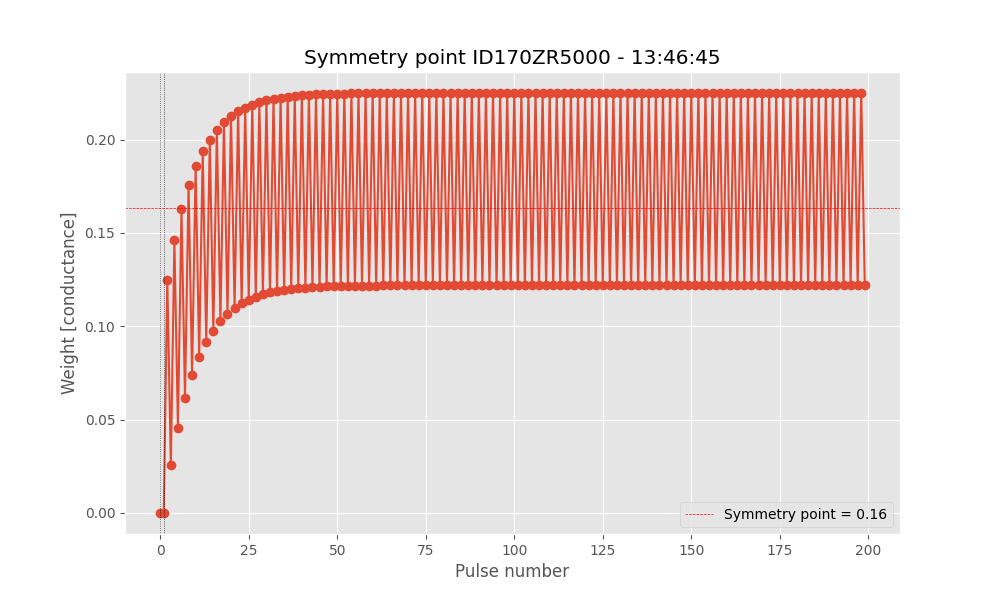 Symmetry point ID170ZR5000 - 13:46:45
Weight [conductance]
0.20
0.15
0.10
0.05
0.00
Symmetry point = 0.16
0 25 50 75 100 125 150 175 200
Pulse number